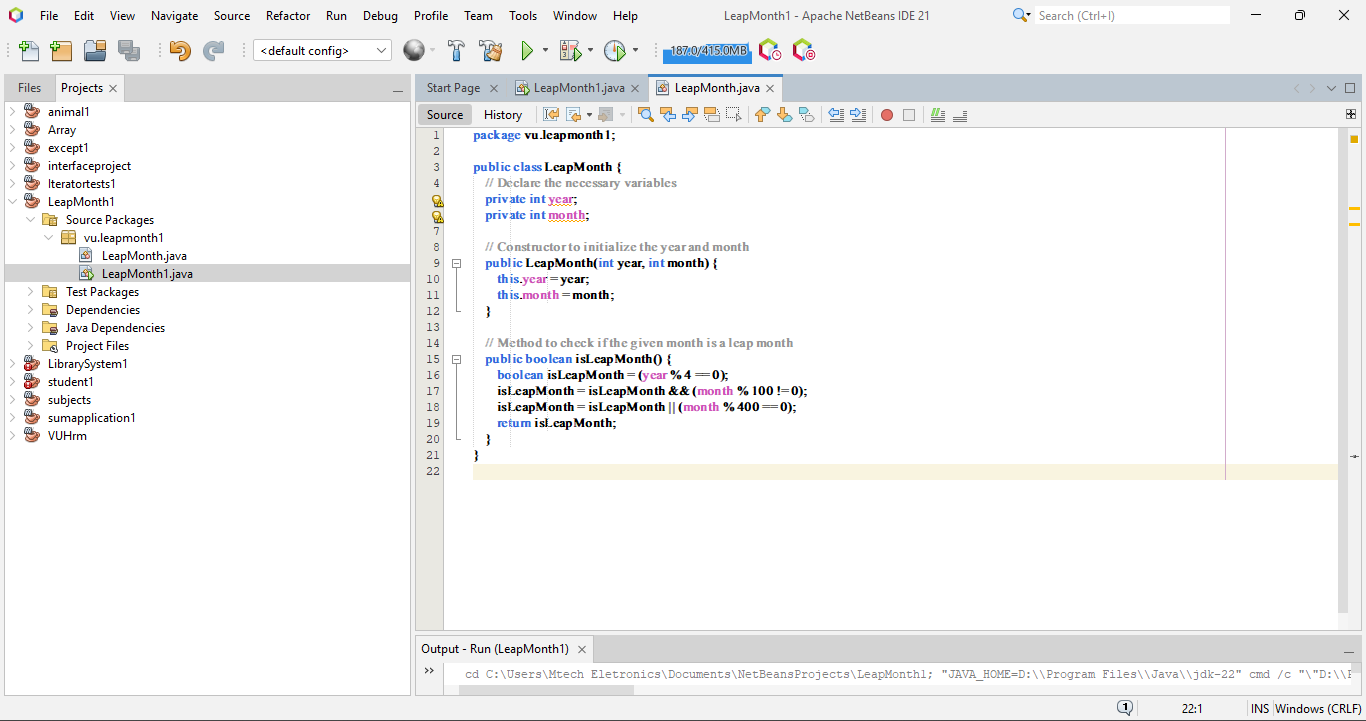 File Edit View Navigate Source Refactor Run Debug Profile Team Tools Window Help LeapMonth1 - Apache NetBeans IDE 21 Search (Ctrl+I)
<default config> 187.0/415.0MB
Files Projects
animal1
Array
except1
interfaceproject
Iteratortests1
LeapMonth1
Source Packages
vu.leapmonth1
LeapMonth.java
LeapMonth1.java
Test Packages
Dependencies
Java Dependencies
Project Files
LibrarySystem1
student1
subjects
sumapplication1
VUHrm
Start Page LeapMonth1.java LeapMonth.java
Source History
1 package vu.leapmonth1;
2
3 public class LeapMonth {
4 // Declare the necessary variables
private int year;
private int month;
7
8 // Constructor to initialize the year and month
9 public LeapMonth(int year, int month) {
10 this.year = year;
11 this.month = month;
12 }
13
14 // Method to check if the given month is a leap month
15 public boolean isLeapMonth() {
16 boolean isLeapMonth = (year % 4 == 0);
17 isLeapMonth = isLeapMonth && (month % 100 != 0);
18 isLeapMonth = isLeapMonth || (month % 400 == 0);
19 return isLeapMonth;
20 }
21 }
22
Output - Run (LeapMonth1)
cd C:\Users\Mtech Eletronics\Documents\NetBeansProjects\LeapMonth1; "JAVA_HOME=D:\\Program Files\\Java\\jdk-22" cmd /c "\"D:\\
1 22:1 INS Windows (CRLF)